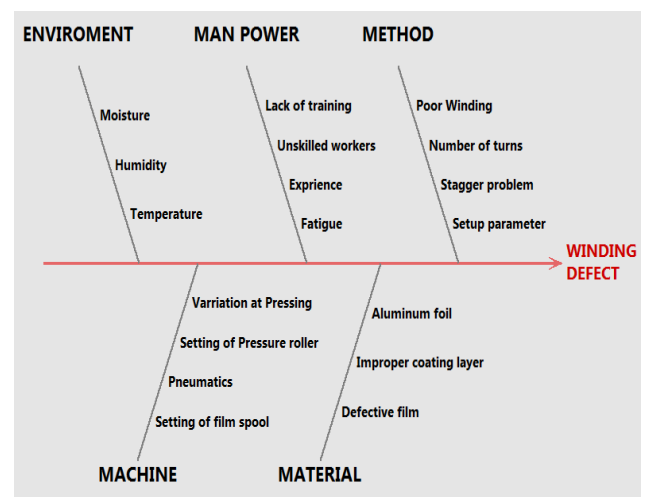 ENVIROMENT
MAN POWER
METHOD
Moisture
Humidity
Temperature
Lack of training
Unskilled workers
Exprience
Fatigue
Poor Winding
Number of turns
Stagger problem
Setup parameter
WINDING
DEFECT
Varriation at Pressing
Setting of Pressure roller
Pneumatics
Setting of film spool
Aluminum foil
Improper coating layer
Defective film
MACHINE
MATERIAL